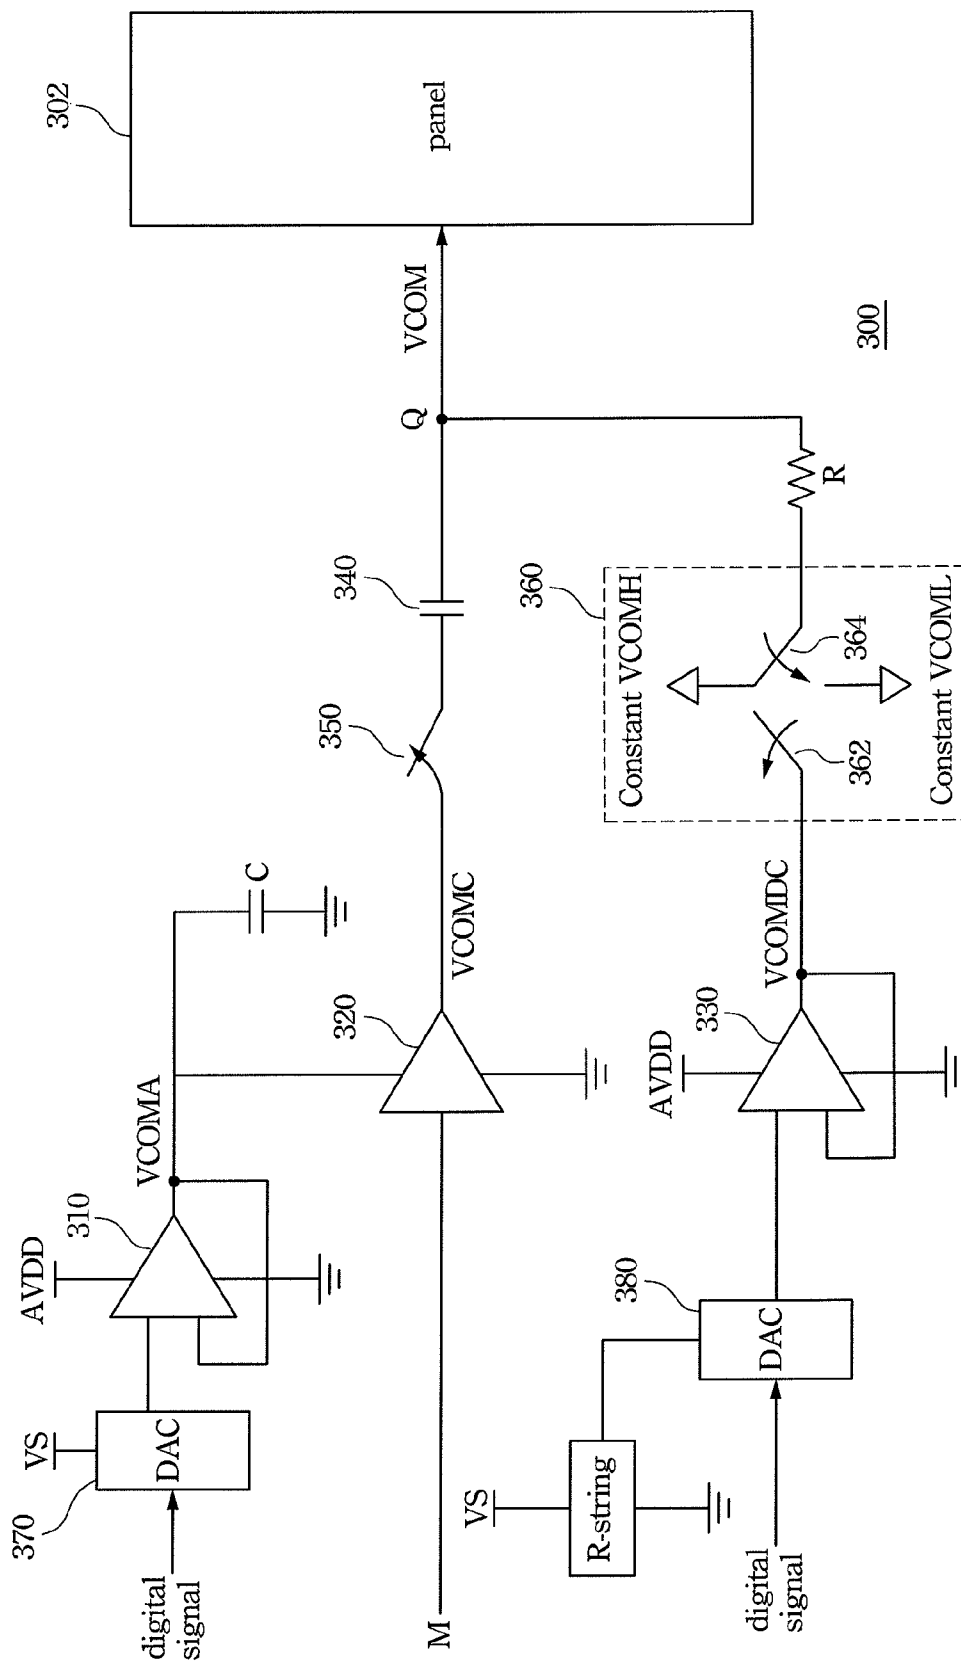 302
panel
VCOM
300
Q
R
340
360
Constant VCOMH
364
350
362
Constant VCOML
C
VCOMC
VCOMDC
320
330
AVDD
VCOMA
310
AVDD
380
DAC
VS
DAC
370
VS
R-string
digital
signal
M
digital
signal